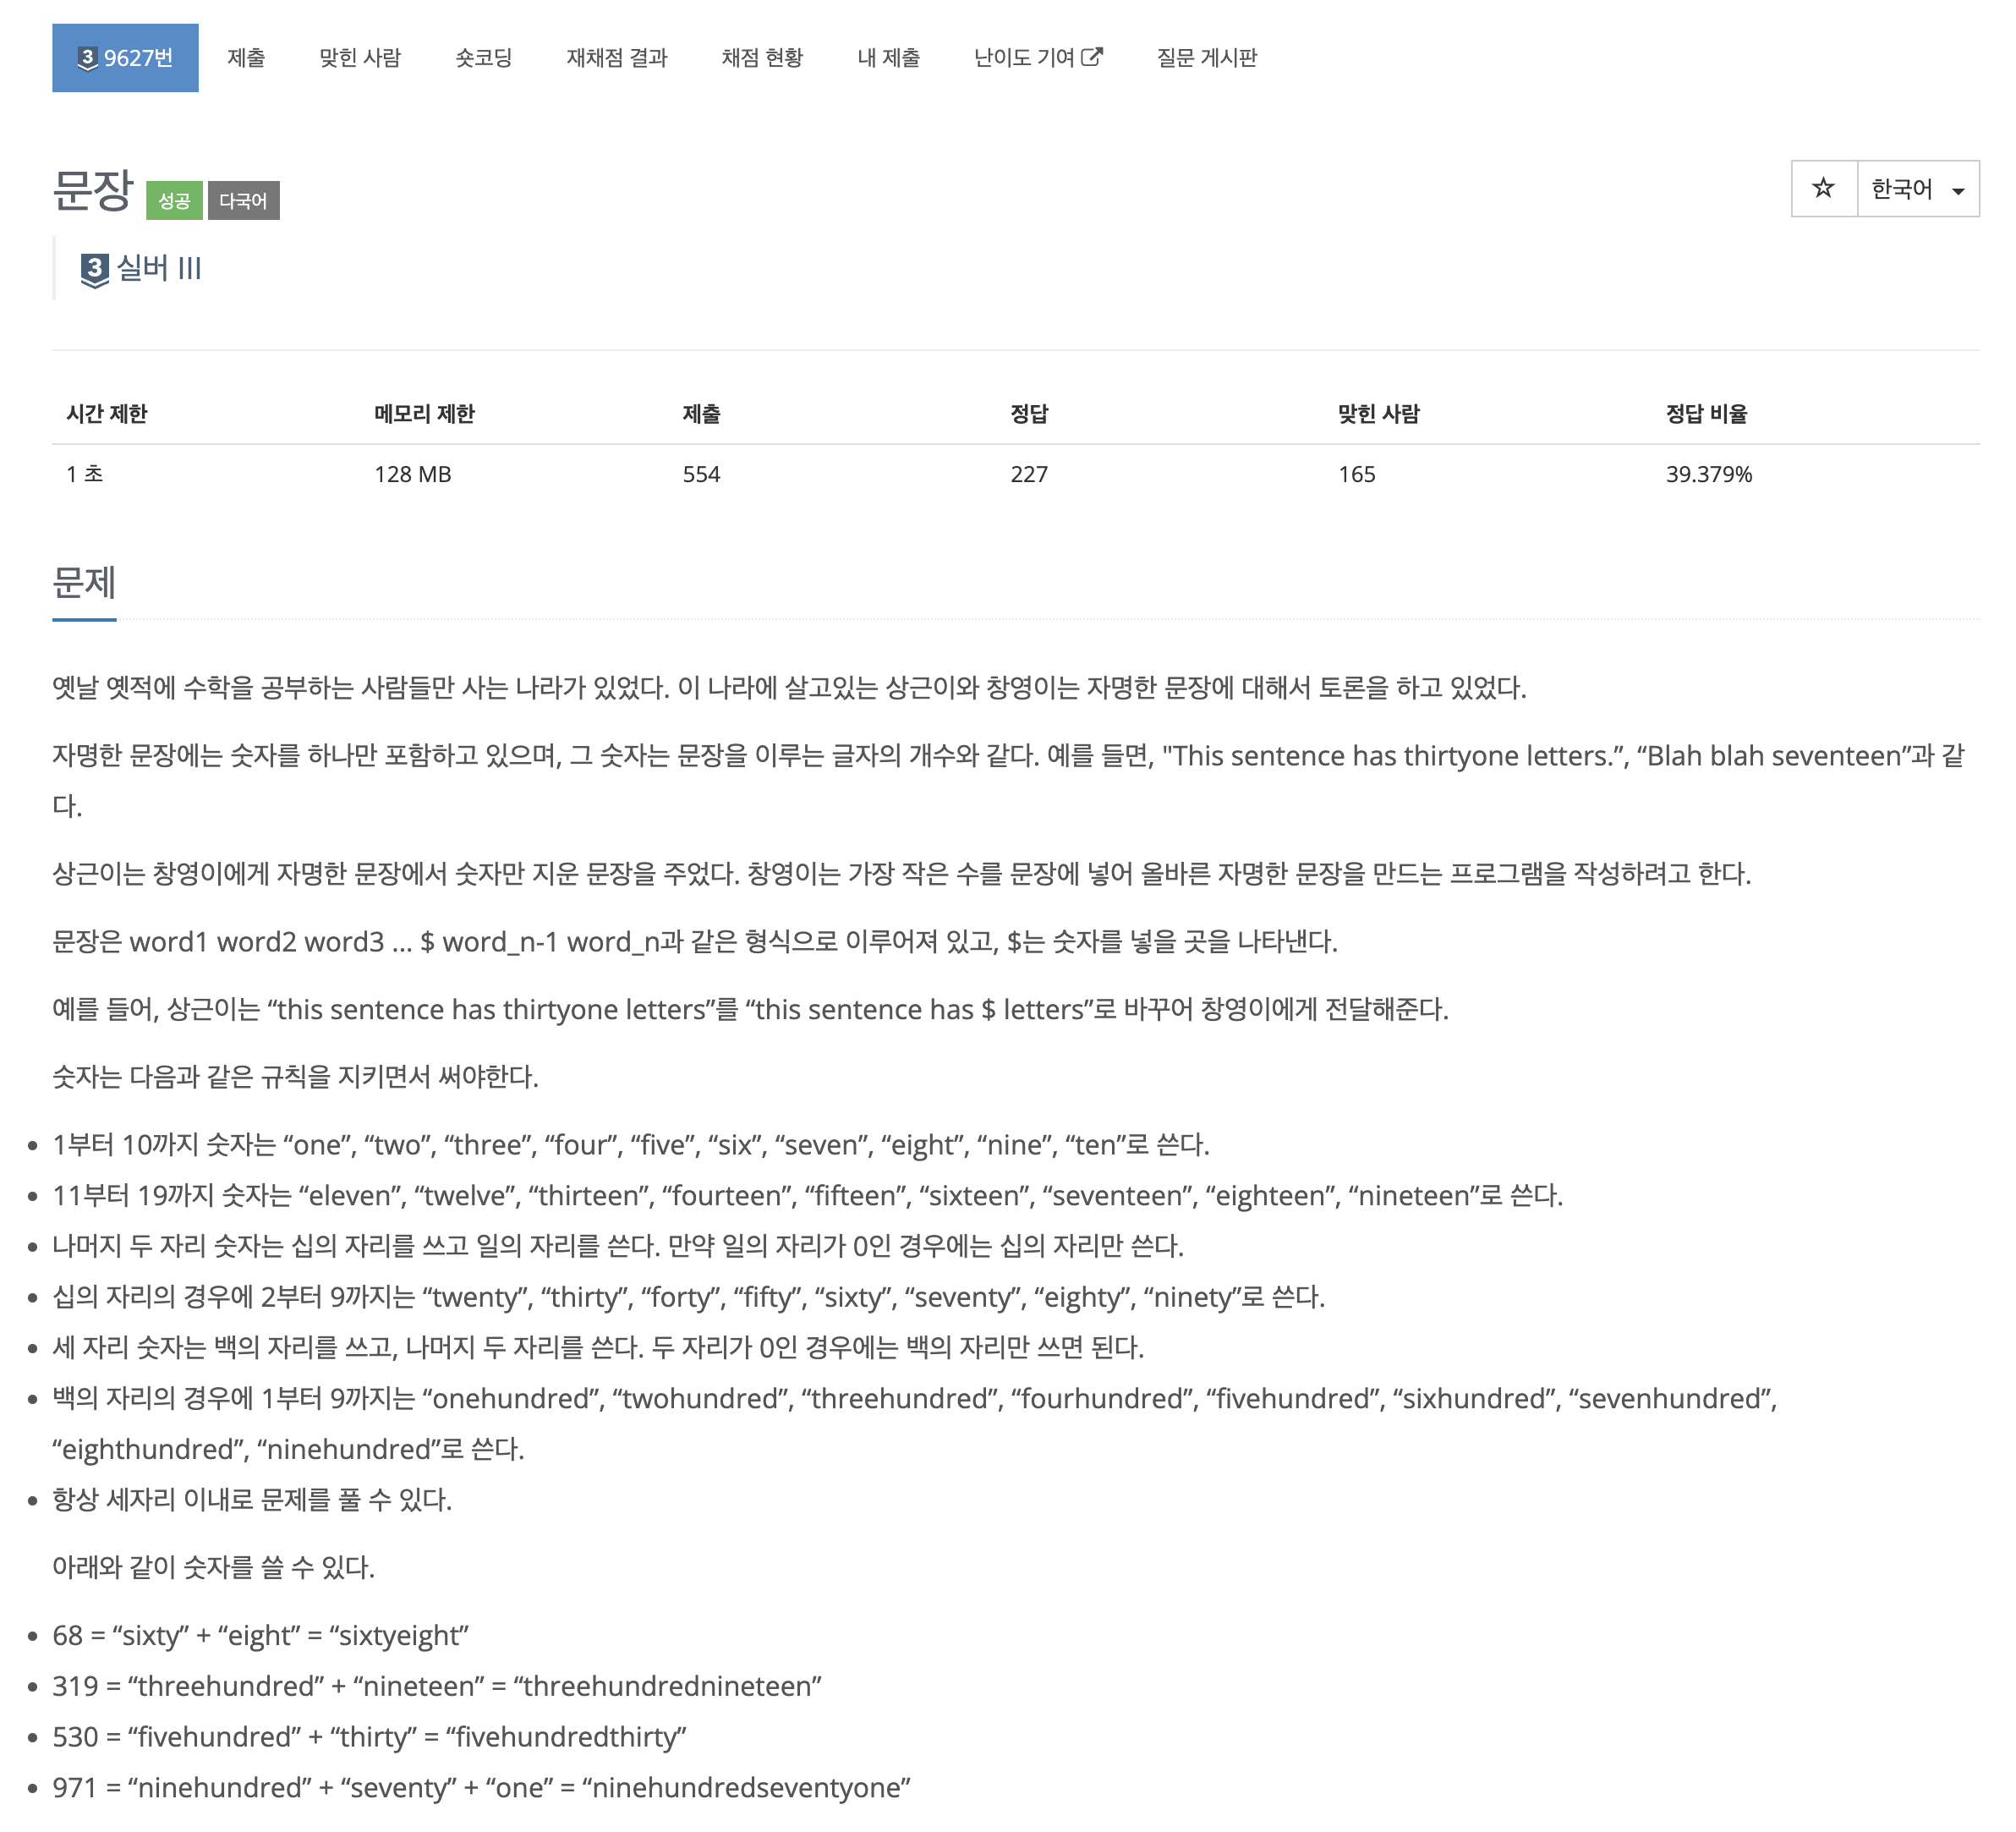 3 9627번 제출 맞힌 사람 숏코딩 재채점 결과 채점 현황 내 제출 난이도 기여 질문 게시판
문장 성공 다국어 ☆ 한국어
3 실버 III
시간 제한 메모리 제한 제출 정답 맞힌 사람 정답 비율
1 초 128 MB 554 227 165 39.379%
문제
옛날 옛적에 수학을 공부하는 사람들만 사는 나라가 있었다. 이 나라에 살고있는 상근이와 창영이는 자명한 문장에 대해서 토론을 하고 있었다.
자명한 문장에는 숫자를 하나만 포함하고 있으며, 그 숫자는 문장을 이루는 글자의 개수와 같다. 예를 들면, "This sentence has thirtyone letters.”, “Blah blah seventeen”과 같
다.
상근이는 창영이에게 자명한 문장에서 숫자만 지운 문장을 주었다. 창영이는 가장 작은 수를 문장에 넣어 올바른 자명한 문장을 만드는 프로그램을 작성하려고 한다.
문장은 word1 word2 word3 ... $ word_n-1 word_n과 같은 형식으로 이루어져 있고, $는 숫자를 넣을 곳을 나타낸다.
예를 들어, 상근이는 “this sentence has thirtyone letters”를 “this sentence has $ letters”로 바꾸어 창영이에게 전달해준다.
숫자는 다음과 같은 규칙을 지키면서 써야한다.
• 1부터 10까지 숫자는 “one”, “two”, “three”, “four”, “five”, “six”, “seven”, “eight”, “nine”, “ten”로 쓴다.
• 11부터 19까지 숫자는 “eleven”, “twelve”, “thirteen”, “fourteen”, “fifteen”, “sixteen”, “seventeen”, “eighteen”, “nineteen”로 쓴다.
• 나머지 두 자리 숫자는 십의 자리를 쓰고 일의 자리를 쓴다. 만약 일의 자리가 0인 경우에는 십의 자리만 쓴다.
• 십의 자리의 경우에 2부터 9까지는 “twenty”, “thirty”, “forty”, “fifty”, “sixty”, “seventy”, “eighty”, “ninety”로 쓴다.
• 세 자리 숫자는 백의 자리를 쓰고, 나머지 두 자리를 쓴다. 두 자리가 0인 경우에는 백의 자리만 쓰면 된다.
• 백의 자리의 경우에 1부터 9까지는 “onehundred”, “twohundred”, “threehundred”, “fourhundred”, “fivehundred”, “sixhundred”, “sevenhundred”,
“eighthundred”, “ninehundred”로 쓴다.
• 항상 세자리 이내로 문제를 풀 수 있다.
아래와 같이 숫자를 쓸 수 있다.
• 68 = “sixty” + “eight” = “sixtyeight”
• 319 = “threehundred” + “nineteen” = “threehundrednineteen”
• 530 = “fivehundred” + “thirty” = “fivehundredthirty”
• 971 = “ninehundred” + “seventy” + “one” = “ninehundredseventyone”